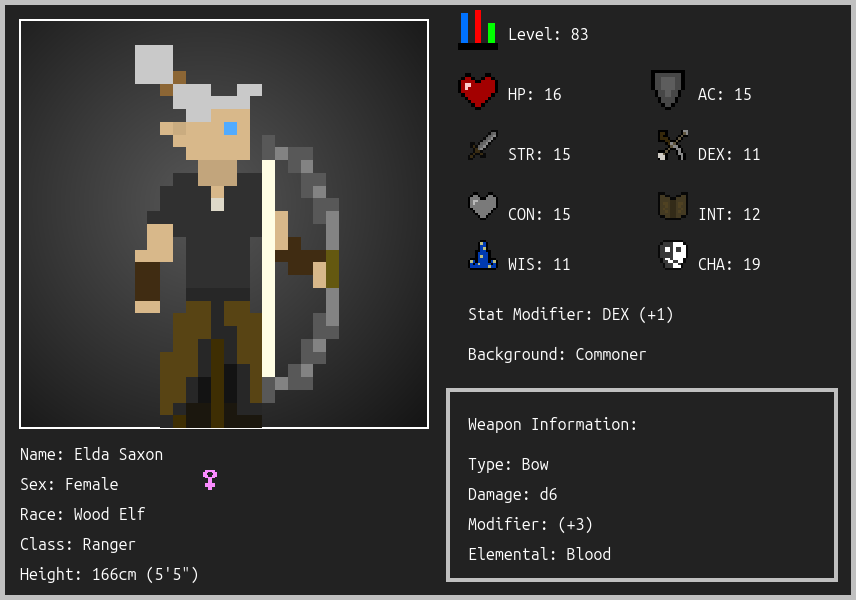 Level: 83
HP: 16
AC: 15
STR: 15
DEX: 11
CON: 15
INT: 12
WIS: 11
CHA: 19
Stat Modifier: DEX (+1)
Background: Commoner
Weapon Information:
Type: Bow
Damage: d6
Modifier: (+3)
Elemental: Blood
Name: Elda Saxon
Sex: Female
Race: Wood Elf
Class: Ranger
Height: 166cm (5'5")